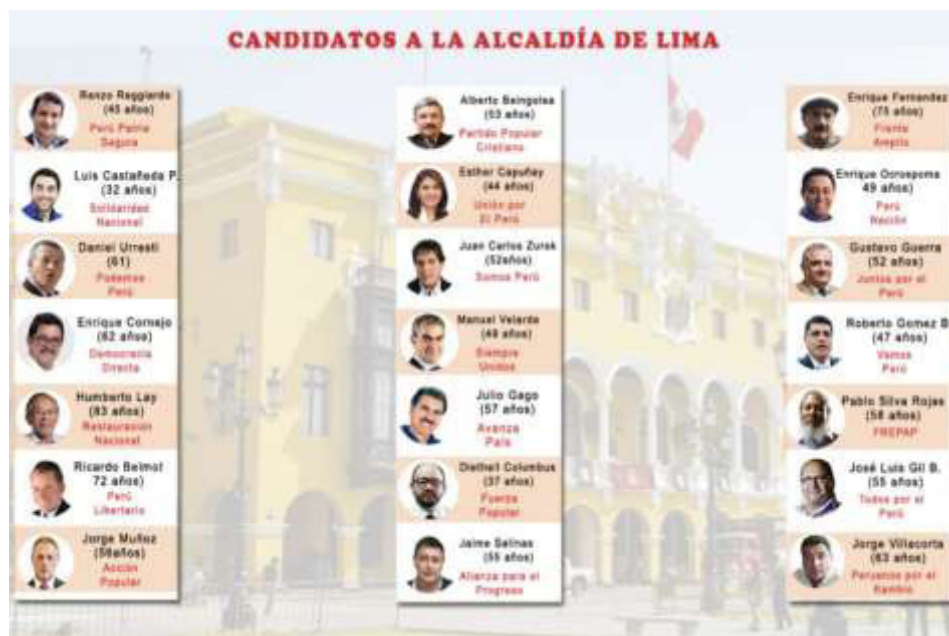 CANDIDATOS A LA ALCALDÍA DE LIMA
Renzo Reggiardo
(45 años)
Perú Patria
Segura
Luis Castañeda P.
(32 años)
Solidaridad
Nacional
Daniel Urresti
(61)
Podemos
Perú
Enrique Cornejo
(62 años)
Democracia
Directa
Humberto Lay
(83 años)
Restauración
Nacional
Ricardo Belmot
72 años)
Perú
Libertario
Jorge Muñoz
(56años)
Acción
Popular
Alberto Beingolea
(53 años)
Partido Popular
Cristiano
Esther Capuñay
(44 años)
Unión por
El Perú
Juan Carlos Zurek
(52años)
Somos Perú
Manuel Velarde
(49 años)
Siempre
Unidos
Julio Gago
(57 años)
Avanza
País
Diethell Columbus
(37 años)
Fuerza
Popular
Jaime Salinas
(55 años)
Alianza para el
Progreso
Enrique Fernandez
(75 años)
Frente
Amplio
Enrique Ocrospoma
49 años)
Perú
Nación
Gustavo Guerra
(52 años)
Juntos por el
Perú
Roberto Gomez B
(47 años)
Vamos
Perú
Pablo Silva Rojas
(58 años)
FREPAP
José Luis Gil B.
(55 años)
Todos por el
Perú
Jorge Villacorta
(63 años)
Peruanos por el
Kambio